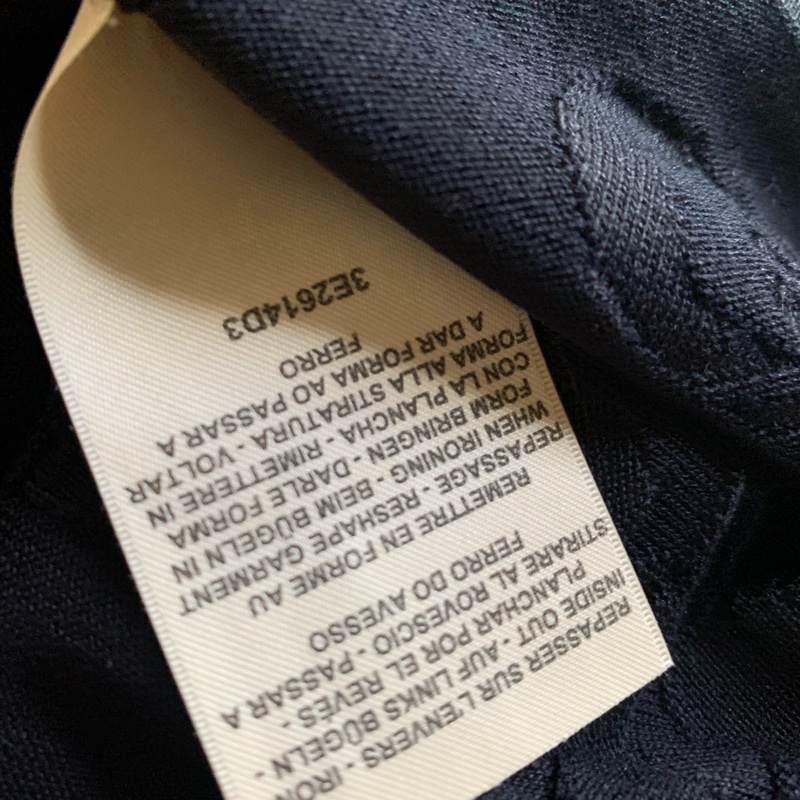 REPASSER SUR L'ENVERS - IRON
INSIDE OUT - AUF LINKS BÜGELN -
PLANCHAR POR EL REVÉS -
STIRARE AL ROVESCIO - PASSAR A
FERRO DO AVESSO
REMETTRE EN FORME AU
REPASSAGE - RESHAPE GARMENT
WHEN IRONING - BEIM BÜGELN IN
FORM BRINGEN - DARLE FORMA
CON LA PLANCHA - RIMETTERE IN
FORMA ALLA STIRATURA - VOLTAR
A DAR FORMA AO PASSAR A
FERRO
3E2614D3